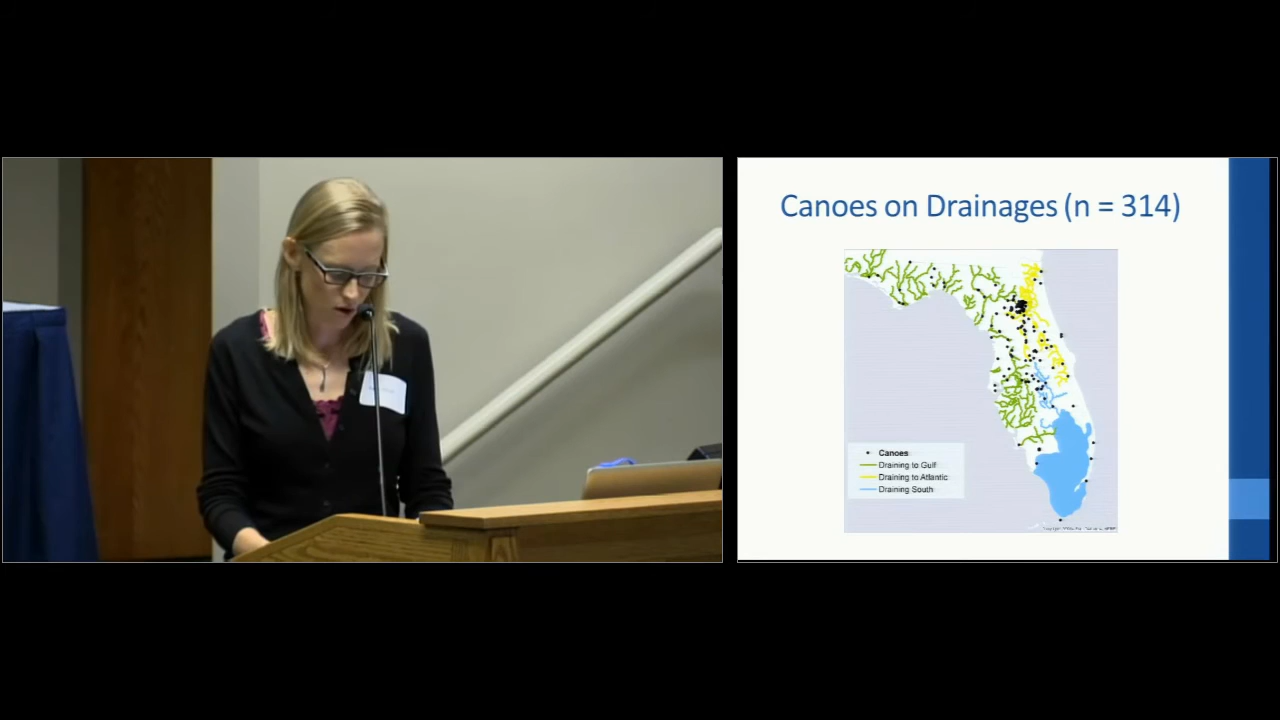 Canoes on Drainages (n = 314)
Canoes
Draining to Gulf
Draining to Atlantic
Draining South